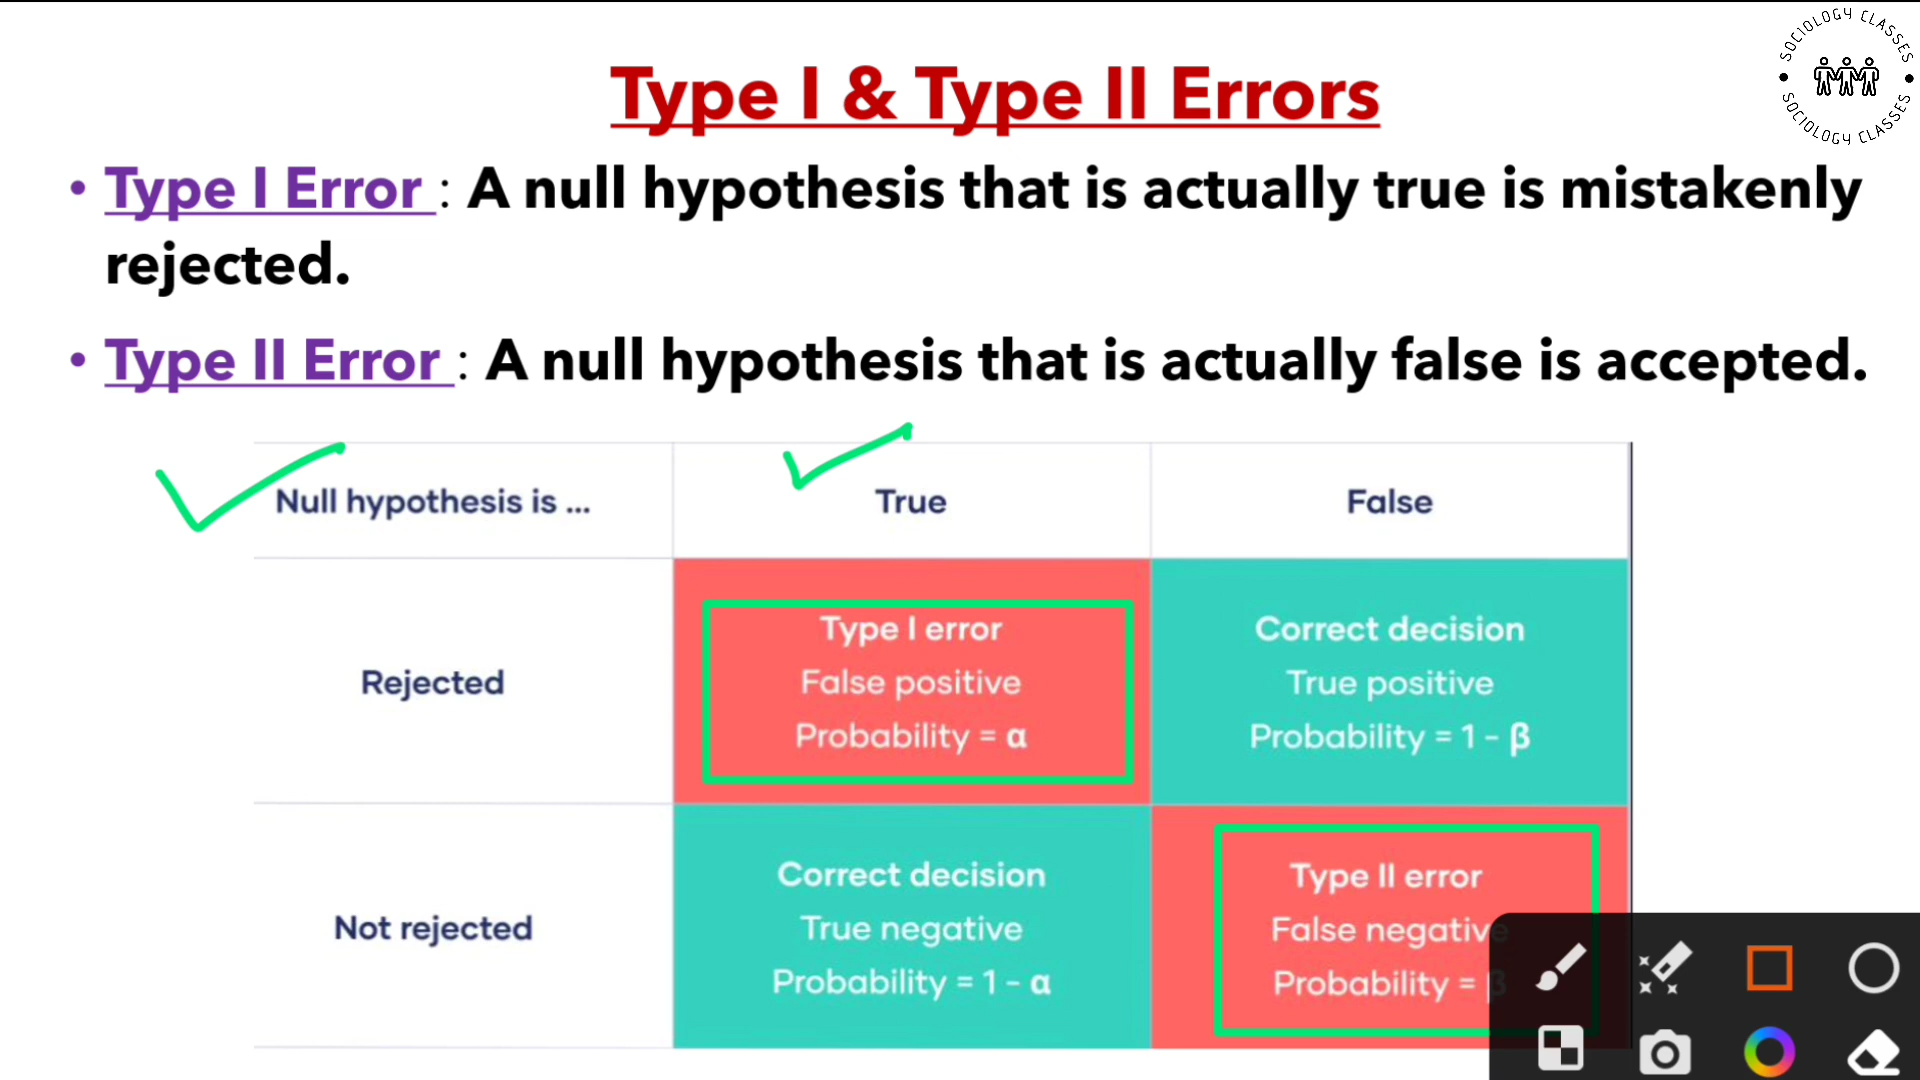 SOCIOLOGY CLASSES
SOCIOLOGY CLASSES
Type I & Type II Errors
• Type I Error : A null hypothesis that is actually true is mistakenly
rejected.
• Type II Error : A null hypothesis that is actually false is accepted.
Null hypothesis is ... True False
Rejected
Type I error
False positive
Probability = α
Correct decision
True positive
Probability = 1 - β
Not rejected
Correct decision
True negative
Probability = 1 - α
Type II error
False negative
Probability = β